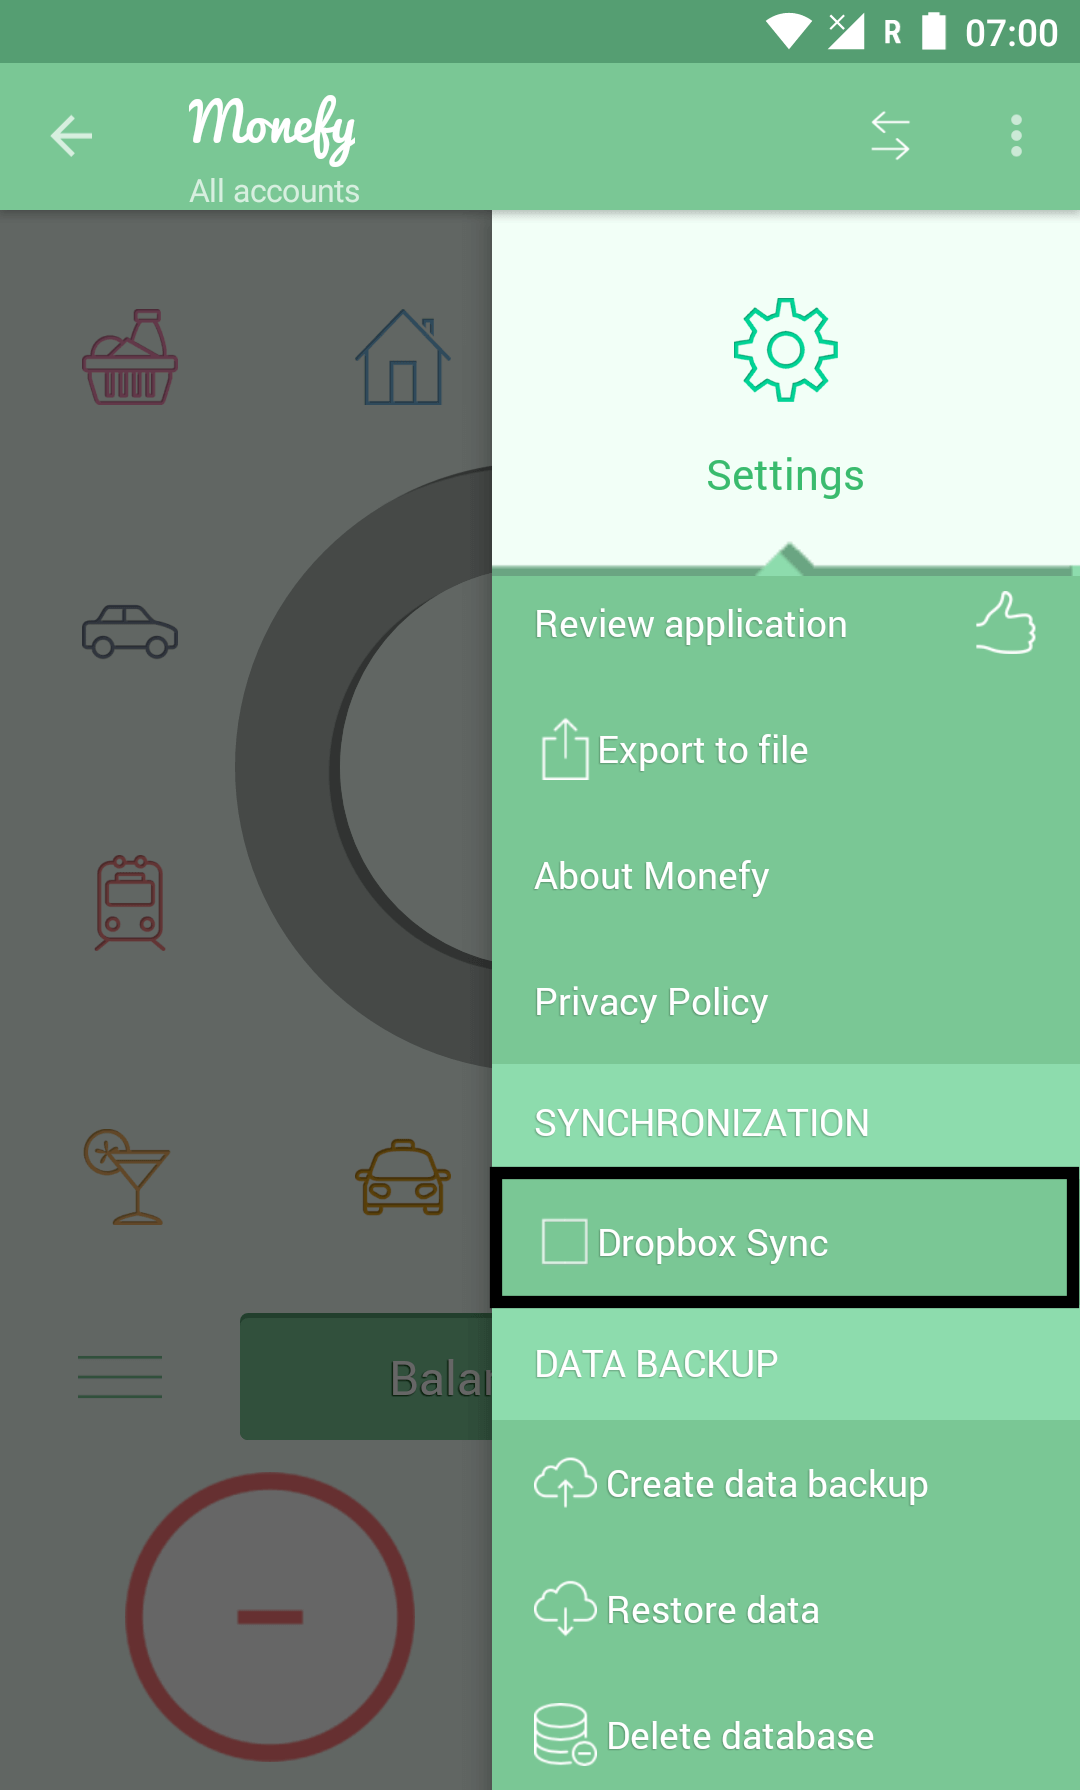 R 07:00
Monefy
All accounts
Settings
Review application
Export to file
About Monefy
Privacy Policy
SYNCHRONIZATION
Dropbox Sync
DATA BACKUP
Balan
Create data backup
Restore data
Delete database